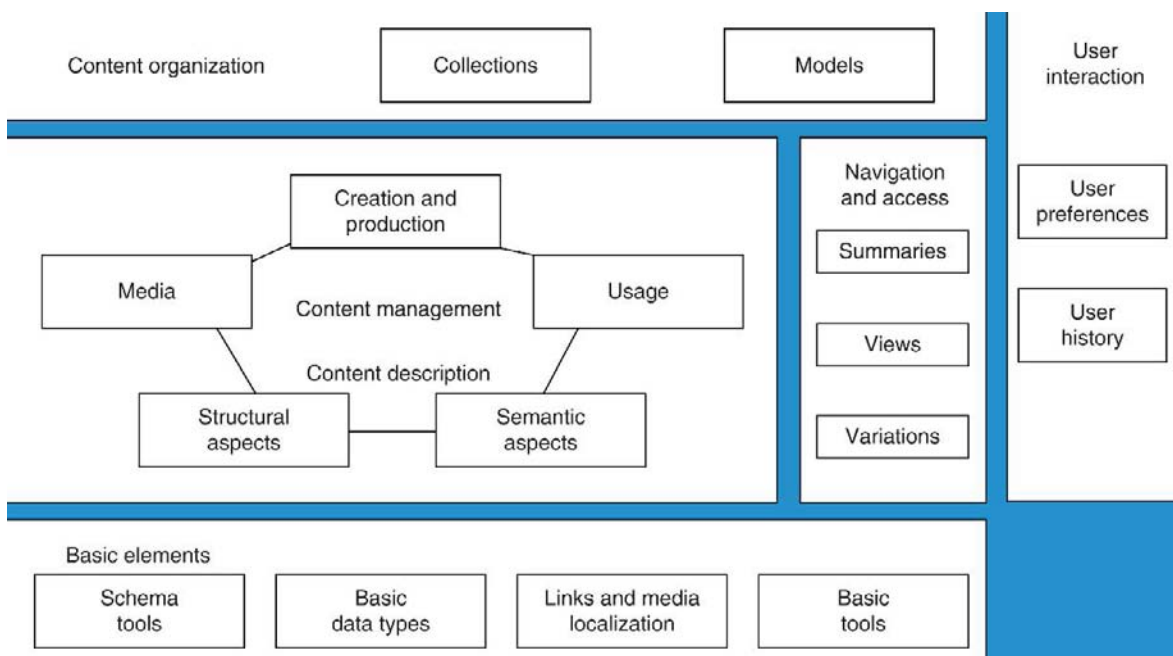 Content organization
Collections
Models
User
interaction
Creation and
production
Media
Usage
Content management
Content description
Structural
aspects
Semantic
aspects
Navigation
and access
Summaries
Views
Variations
User
preferences
User
history
Basic elements
Schema
tools
Basic
data types
Links and media
localization
Basic
tools